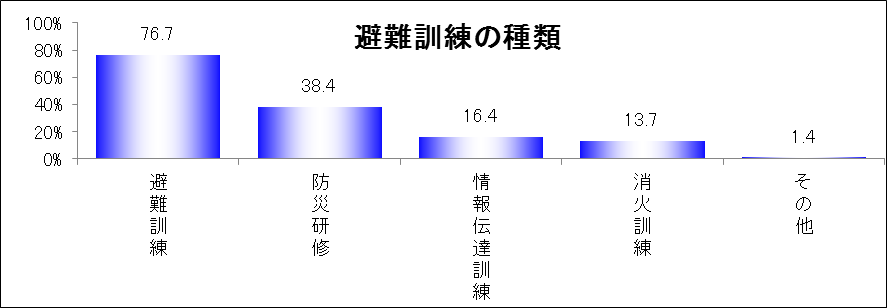 避難訓練の種類
100%
80%
60%
40%
20%
0%
76.7
38.4
16.4
13.7
1.4
避難訓練
防災研修
情報伝達訓練
消火訓練
その他